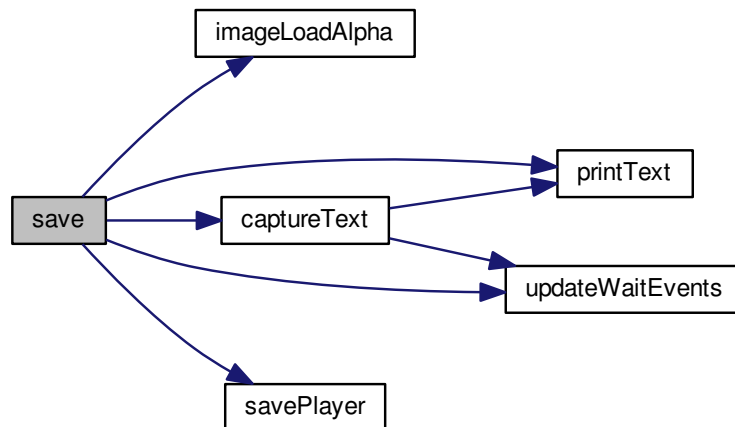 imageLoadAlpha
printText
save
captureText
updateWaitEvents
savePlayer